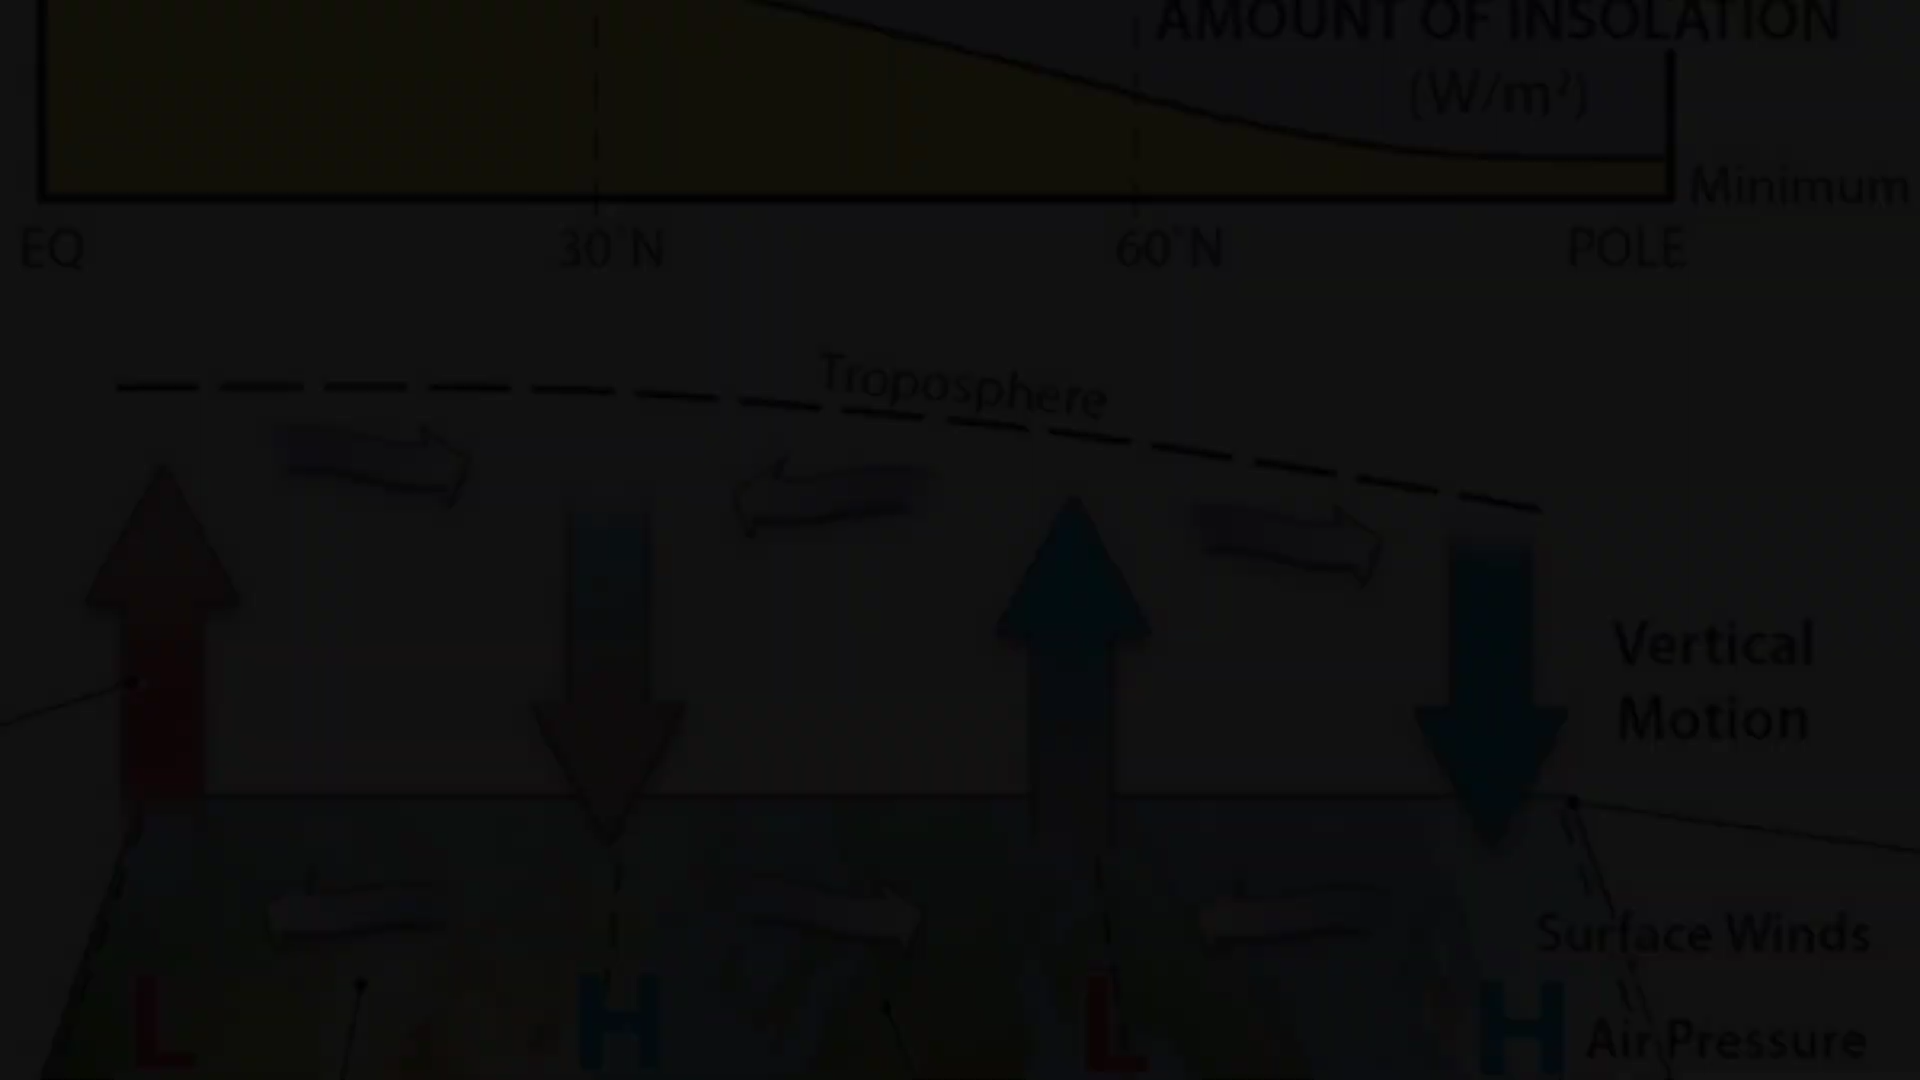 AMOUNT OF INSOLATION
(W/m²)
Minimum
EQ 30°N 60°N POLE
Troposphere
Vertical
Motion
Surface Winds
L H L H Air Pressure